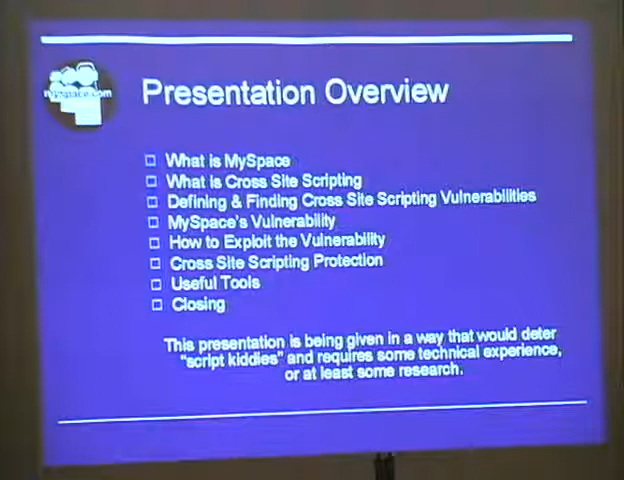 myspace.com
Presentation Overview
What is MySpace
What is Cross Site Scripting
Defining & Finding Cross Site Scripting Vulnerabilities
MySpace's Vulnerability
How to Exploit the Vulnerability
Cross Site Scripting Protection
Useful Tools
Closing
This presentation is being given in a way that would deter
"script kiddies" and requires some technical experience,
or at least some research.